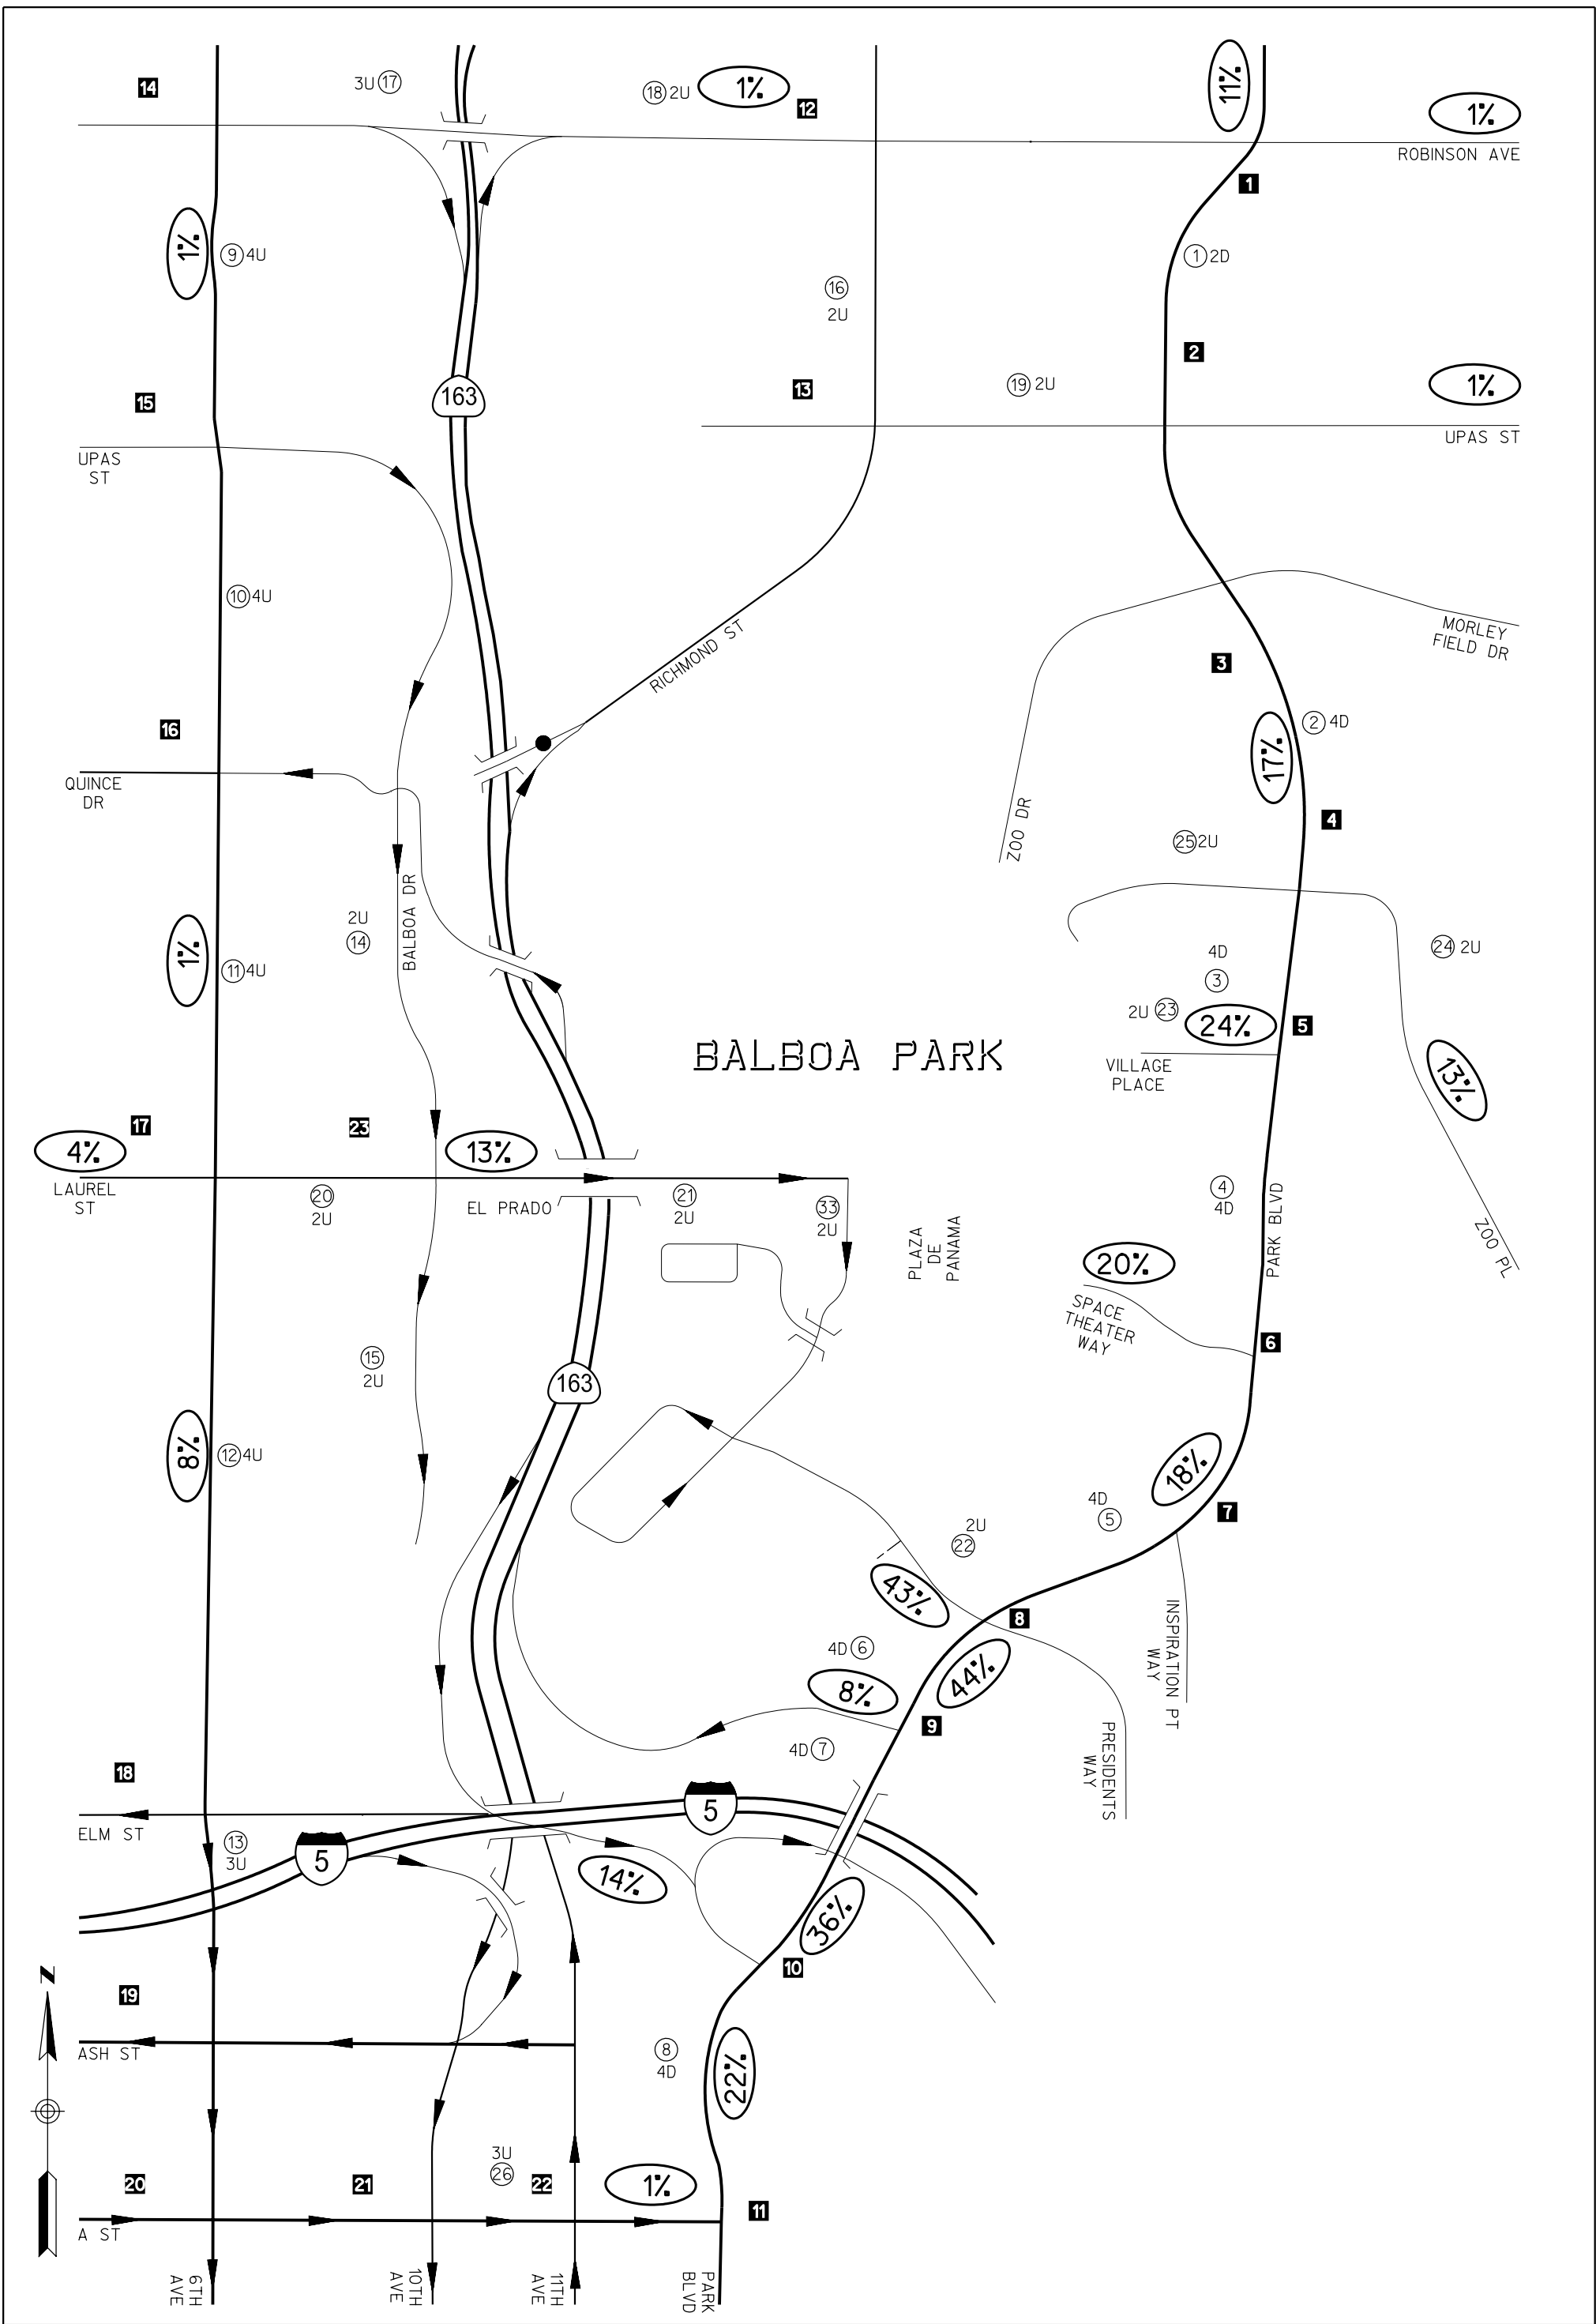 14
3U 17
18 2U
1%
12
11%
1%
ROBINSON AVE
1
1%
9 4U
1 2D
16
2U
2
163
15
13
19 2U
1%
UPAS ST
UPAS
ST
10 4U
MORLEY
FIELD DR
RICHMOND ST
3
16
2 4D
17%
QUINCE
DR
ZOO DR
4
25 2U
1%
11 4U
2U
14
BALBOA DR
4D
3
24 2U
2U 23
24%
5
BALBOA PARK
VILLAGE
PLACE
13%
17
23
4%
13%
LAUREL
ST
20
2U
EL PRADO
21
2U
33
2U
4
4D
PARK BLVD
ZOO PL
PLAZA
DE
PANAMA
20%
SPACE
THEATER
WAY
6
15
2U
163
8%
12 4U
18%
4D
5
7
2U
22
43%
8
INSPIRATION PT
WAY
4D 6
44%
8%
9
4D 7
PRESIDENTS
WAY
18
5
ELM ST
13
3U
5
14%
36%
10
N
19
ASH ST
8
4D
22%
3U
26
20
21
22
1%
11
A ST
6TH
AVE
10TH
AVE
11TH
AVE
PARK
BLVD